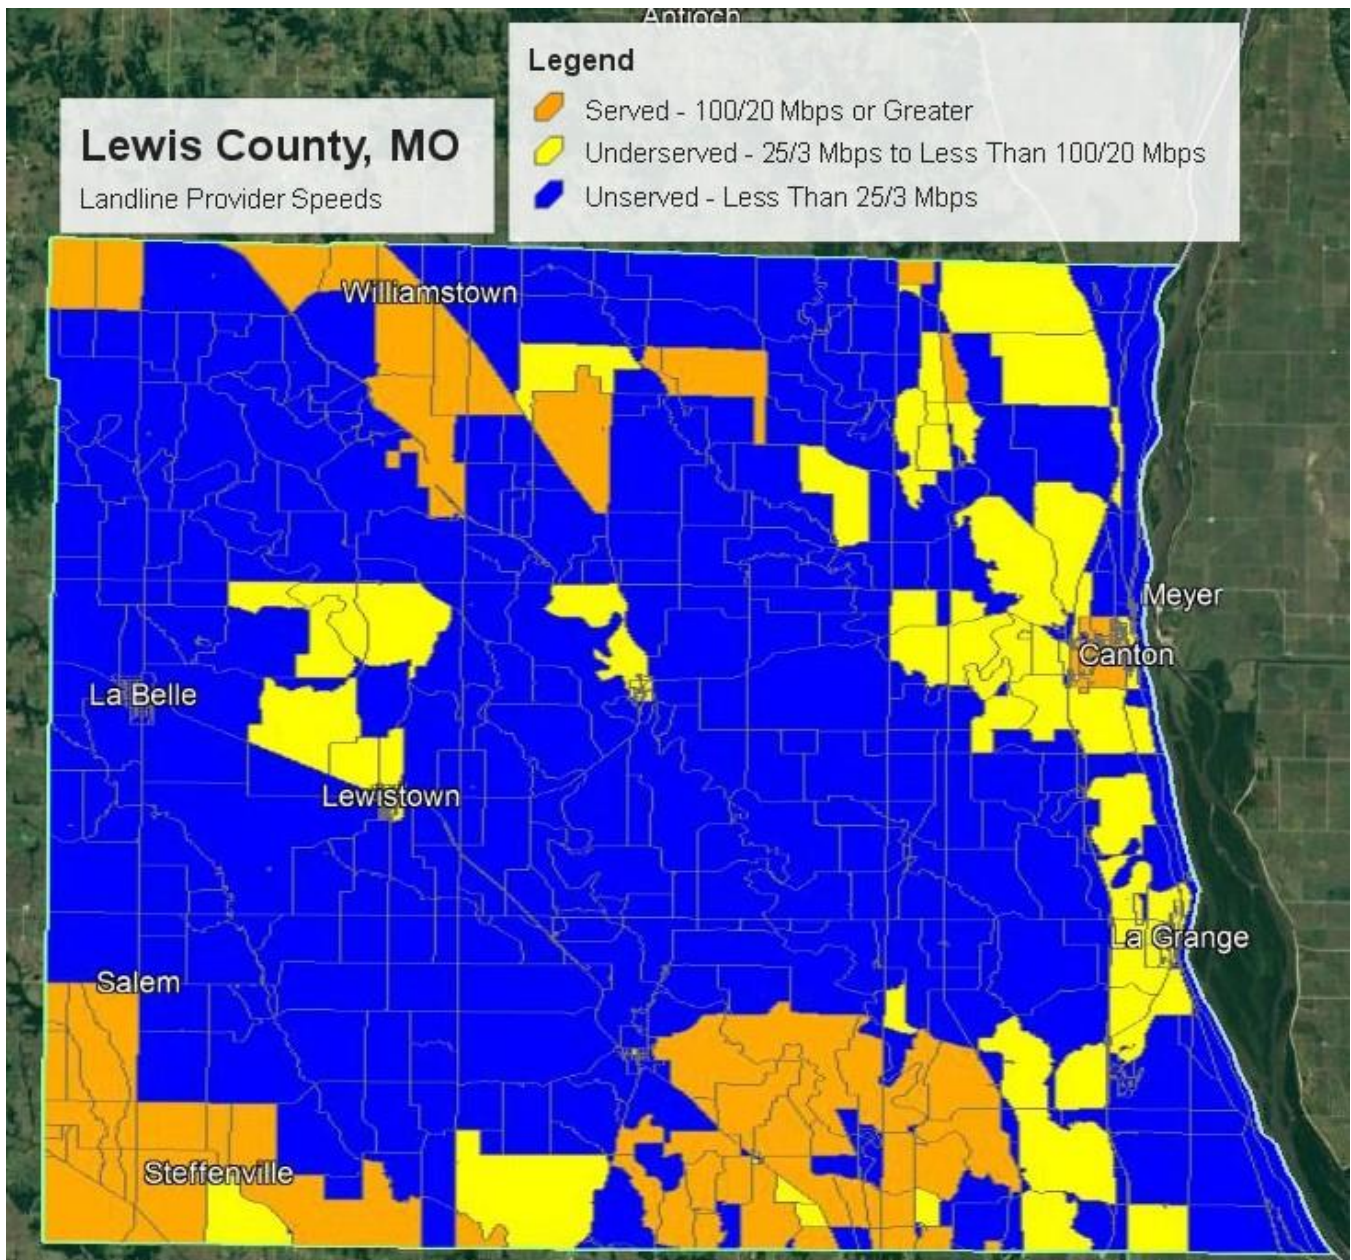 Antioch
Legend
Served - 100/20 Mbps or Greater
Lewis County, MO
Underserved - 25/3 Mbps to Less Than 100/20 Mbps
Landline Provider Speeds
Unserved - Less Than 25/3 Mbps
Williamstown
Meyer
Canton
La Belle
Lewistown
La Grange
Salem
Steffenville